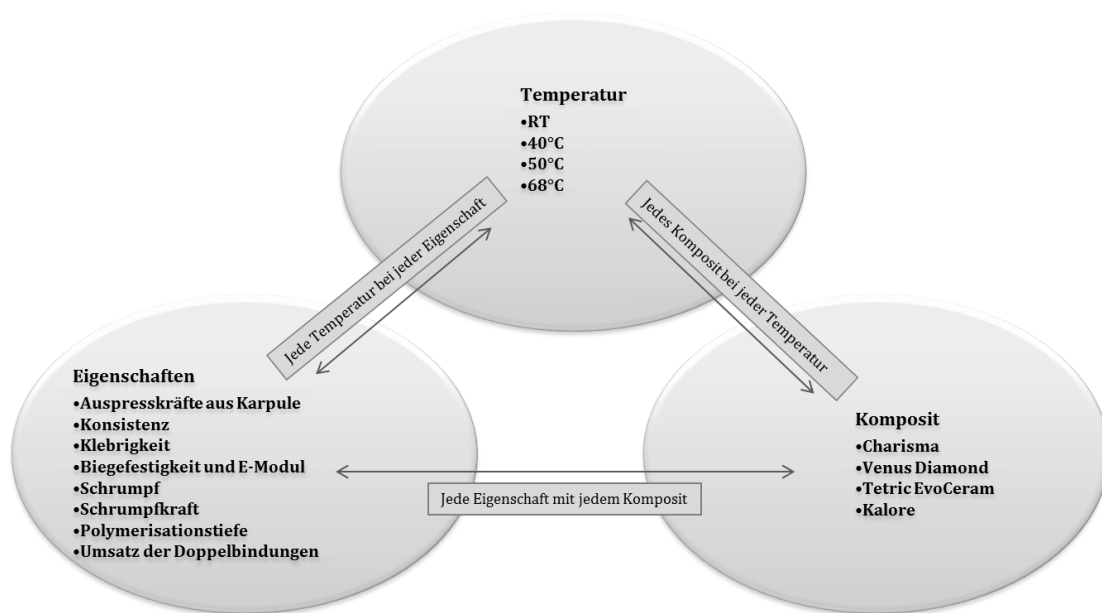 Temperatur
•RT
•40°C
•50°C
•68°C
Jede Temperatur bei jeder Eigenschaft
Jedes Komposit bei jeder Temperatur
Eigenschaften
•Auspresskräfte aus Karpule
•Konsistenz
•Klebrigkeit
•Biegefestigkeit und E-Modul
•Schrumpf
•Schrumpfkraft
•Polymerisationstiefe
•Umsatz der Doppelbindungen
Jede Eigenschaft mit jedem Komposit
Komposit
•Charisma
•Venus Diamond
•Tetric EvoCeram
•Kalore